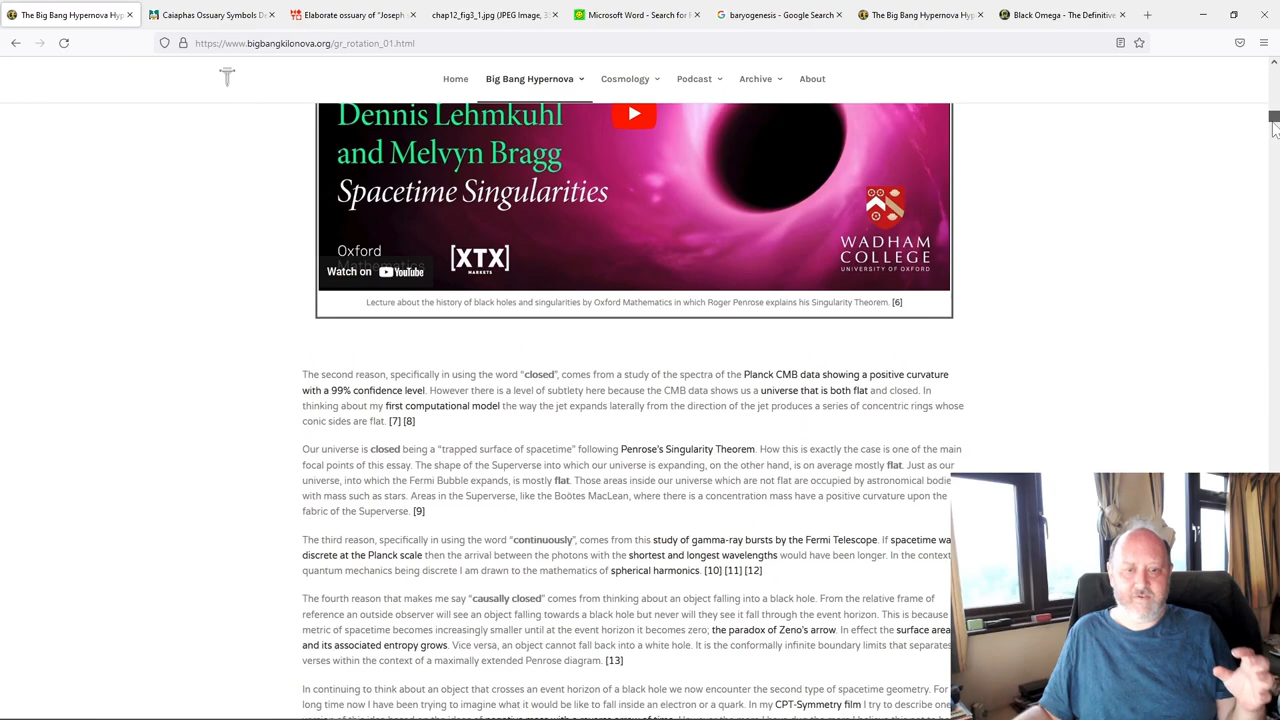 The Big Bang Hypernova Hy
Caiaphas Ossuary Symbols De
Elaborate ossuary of "Joseph
chap12_fig3_1.jpg (JPEG Image, 35
Microsoft Word - Search for P
baryogenesis - Google Search
The Big Bang Hypernova Hyp
Black Omega - The Definitive
https://www.bigbangkilonova.org/gr_rotation_01.html
Home
Big Bang Hypernova
Cosmology
Podcast
Archive
About
Dennis Lehmkuhl
and Melvyn Bragg
Spacetime Singularities
Oxford
Mathematics
[XTX]
MARKETS
WADHAM
COLLEGE
UNIVERSITY OF OXFORD
Watch on YouTube
Lecture about the history of black holes and singularities by Oxford Mathematics in which Roger Penrose explains his Singularity Theorem. [6]
The second reason, specifically in using the word “closed”, comes from a study of the spectra of the Planck CMB data showing a positive curvature
with a 99% confidence level. However there is a level of subtlety here because the CMB data shows us a universe that is both flat and closed. In
thinking about my first computational model the way the jet expands laterally from the direction of the jet produces a series of concentric rings whose
conic sides are flat. [7] [8]
Our universe is closed being a “trapped surface of spacetime” following Penrose's Singularity Theorem. How this is exactly the case is one of the main
focal points of this essay. The shape of the Superverse into which our universe is expanding, on the other hand, is on average mostly flat. Just as our
universe, into which the Fermi Bubble expands, is mostly flat. Those areas inside our universe which are not flat are occupied by astronomical bodie
with mass such as stars. Areas in the Superverse, like the Boötes MacLean, where there is a concentration mass have a positive curvature upon the
fabric of the Superverse. [9]
The third reason, specifically in using the word “continuously”, comes from this study of gamma-ray bursts by the Fermi Telescope. If spacetime wa
discrete at the Planck scale then the arrival between the photons with the shortest and longest wavelengths would have been longer. In the context
quantum mechanics being discrete I am drawn to the mathematics of spherical harmonics. [10] [11] [12]
The fourth reason that makes me say “causally closed” comes from thinking about an object falling into a black hole. From the relative frame of
reference an outside observer will see an object falling towards a black hole but never will they see it fall through the event horizon. This is because
metric of spacetime becomes increasingly smaller until at the event horizon it becomes zero; the paradox of Zeno's arrow. In effect the surface area
and its associated entropy grows. Vice versa, an object cannot fall back into a white hole. It is the conformally infinite boundary limits that separates
verses within the context of a maximally extended Penrose diagram. [13]
In continuing to think about an object that crosses an event horizon of a black hole we now encounter the second type of spacetime geometry. For
long time now I have been trying to imagine what it would be like to fall inside an electron or a quark. In my CPT-Symmetry film I try to describe one